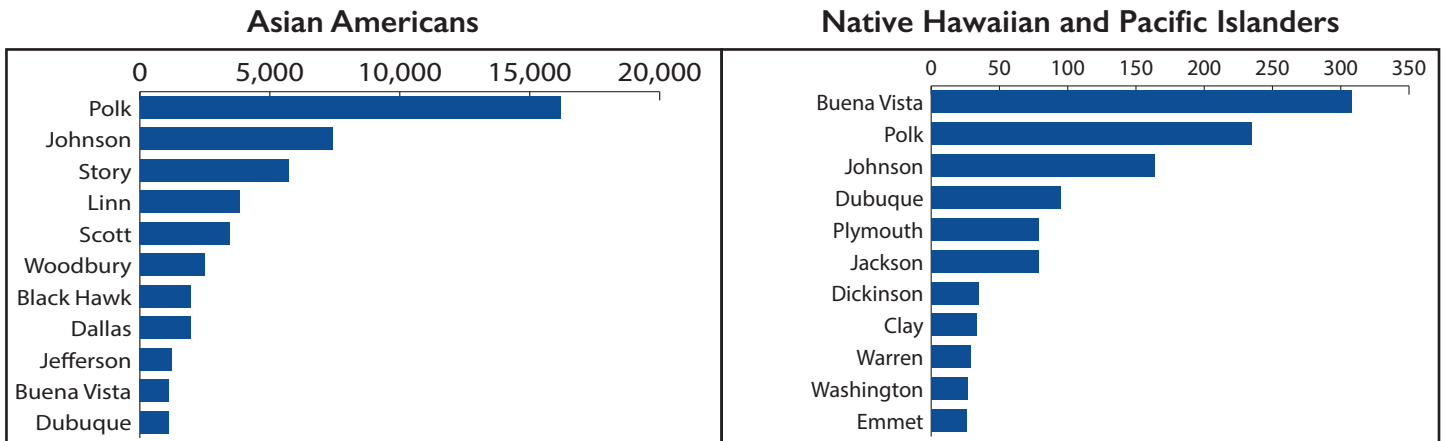 Asian Americans
0 5,000 10,000 15,000 20,000
Polk
Johnson
Story
Linn
Scott
Woodbury
Black Hawk
Dallas
Jefferson
Buena Vista
Dubuque
Native Hawaiian and Pacific Islanders
0 50 100 150 200 250 300 350
Buena Vista
Polk
Johnson
Dubuque
Plymouth
Jackson
Dickinson
Clay
Warren
Washington
Emmet